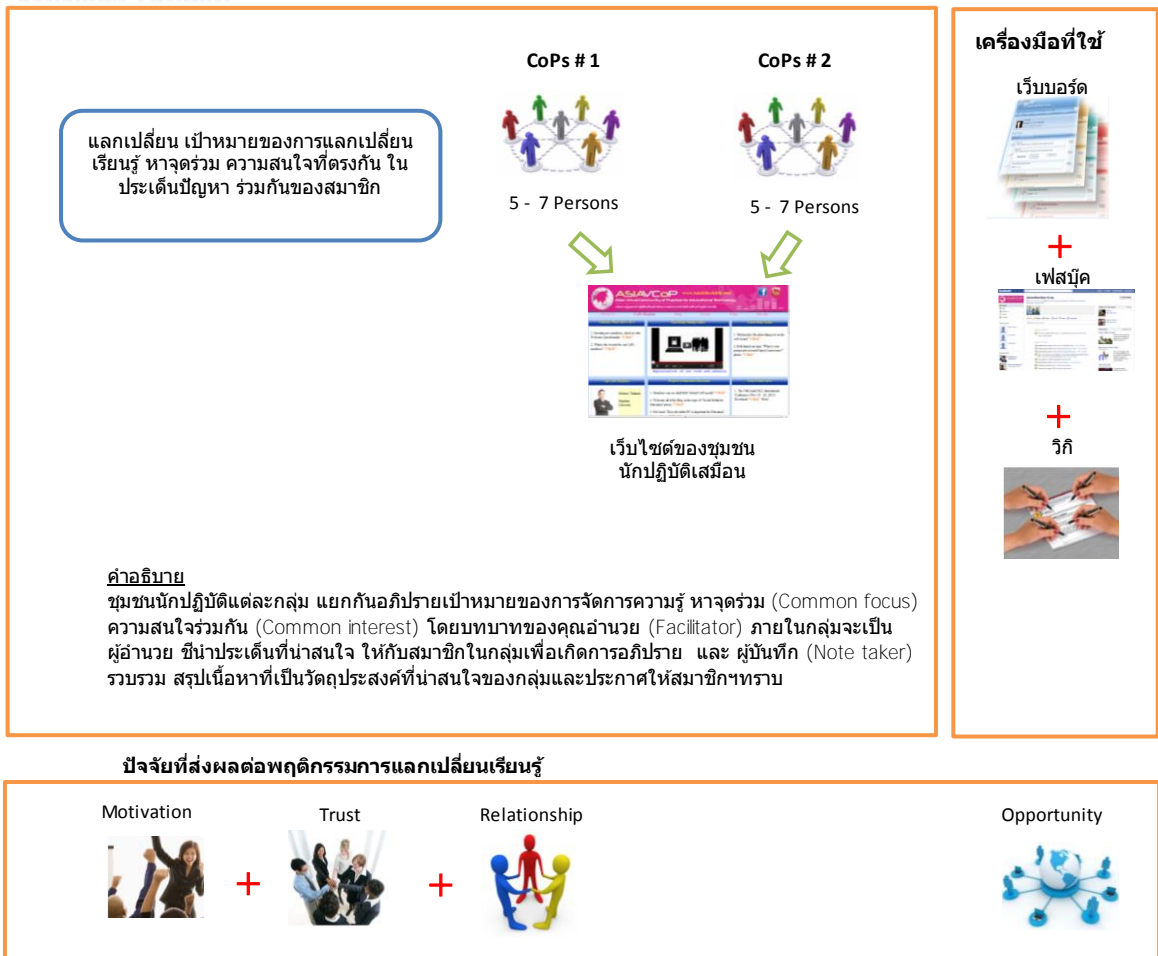 CoPs # 1
CoPs # 2
แลกเปลี่ยน เป้าหมายของการแลกเปลี่ยน
เรียนรู้ หาจุดร่วม ความสนใจที่ตรงกัน ใน
ประเด็นปัญหา ร่วมกันของสมาชิก
5 - 7 Persons
5 - 7 Persons
ASIAVCoP
เว็บไซต์ของชุมชน
นักปฏิบัติเสมือน
คำอธิบาย
ชุมชนนักปฏิบัติแต่ละกลุ่ม แยกกันอภิปรายเป้าหมายของการจัดการความรู้ หาจุดร่วม (Common focus)
ความสนใจร่วมกัน (Common interest) โดยบทบาทของคุณอำนวย (Facilitator) ภายในกลุ่มจะเป็น
ผู้อำนวย ชี้นำประเด็นที่น่าสนใจ ให้กับสมาชิกในกลุ่มเพื่อเกิดการอภิปราย และ ผู้บันทึก (Note taker)
รวบรวม สรุปเนื้อหาที่เป็นวัตถุประสงค์ที่น่าสนใจของกลุ่มและประกาศให้สมาชิกฯทราบ
เครื่องมือที่ใช้
เว็บบอร์ด
+
เฟสบุ๊ค
+
วิกิ
ปัจจัยที่ส่งผลต่อพฤติกรรมการแลกเปลี่ยนเรียนรู้
Motivation
+
Trust
+
Relationship
Opportunity